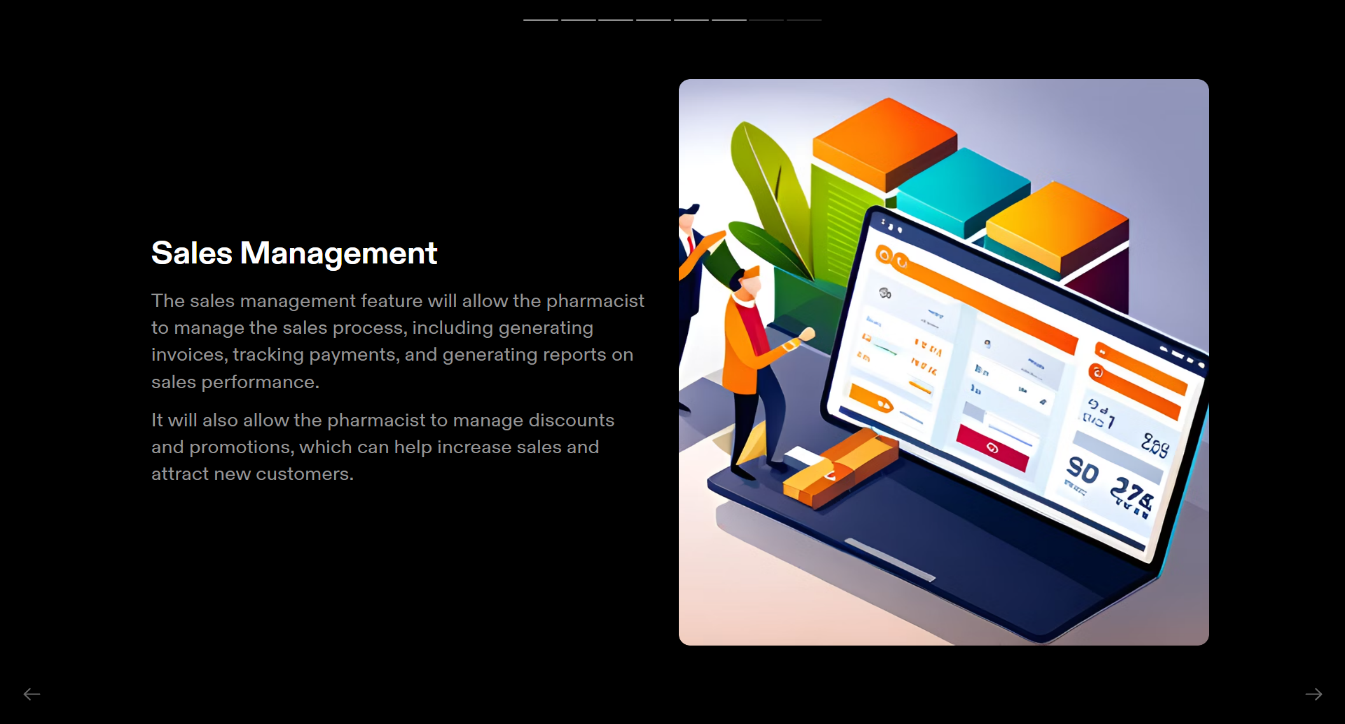 Sales Management
The sales management feature will allow the pharmacist
to manage the sales process, including generating
invoices, tracking payments, and generating reports on
sales performance.
It will also allow the pharmacist to manage discounts
and promotions, which can help increase sales and
attract new customers.